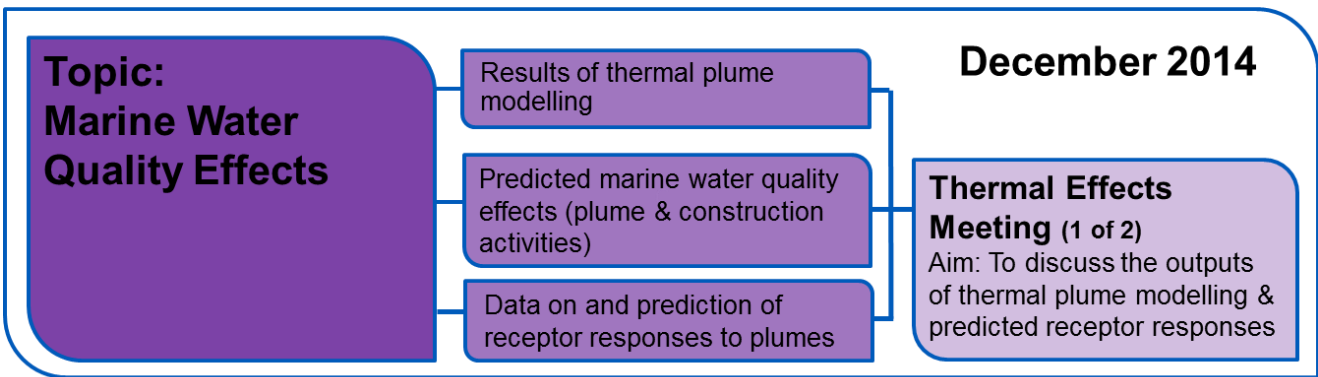 Topic:
Marine Water
Quality Effects
Results of thermal plume
modelling
Predicted marine water quality
effects (plume & construction
activities)
Data on and prediction of
receptor responses to plumes
December 2014
Thermal Effects
Meeting (1 of 2)
Aim: To discuss the outputs
of thermal plume modelling &
predicted receptor responses